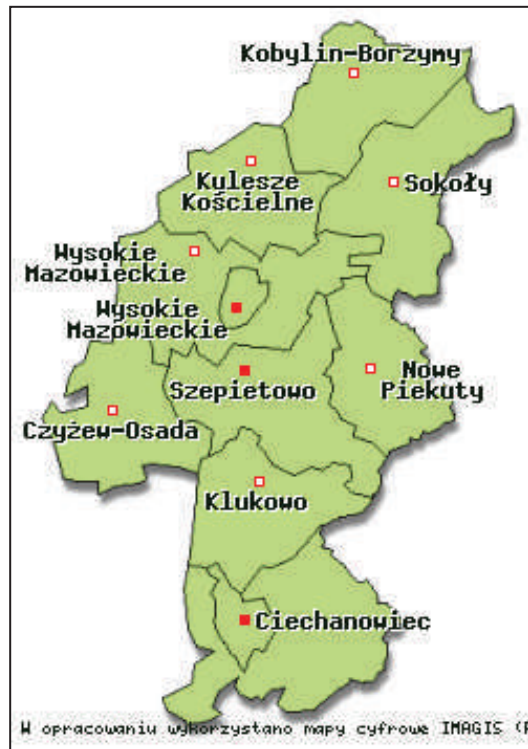 Kobylin-Borzymy
Kulesze
Kościelne
Sokoły
Wysokie
Mazowieckie
Wysokie
Mazowieckie
Szepietowo
Nowe
Piekuty
Czyżew-Osada
Klukowo
Ciechanowiec
W opracowaniu wykorzystano mapy cyfrowe IMAGIS (